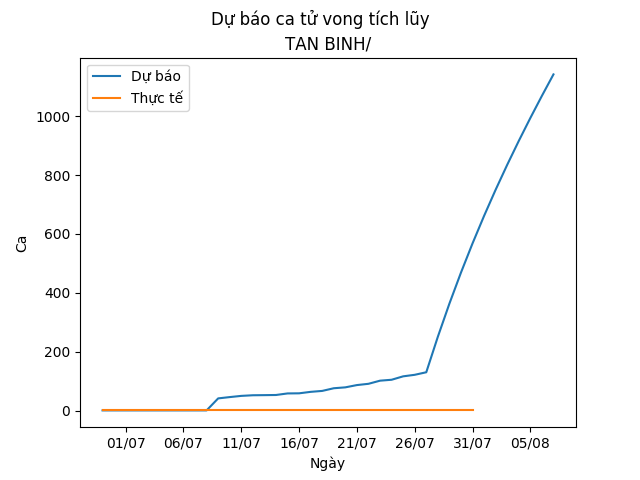 Dự báo ca tử vong tích lũy
TAN BINH/
Dự báo
Thực tế
Ca
1000
800
600
400
200
0
01/07 06/07 11/07 16/07 21/07 26/07 31/07 05/08
Ngày